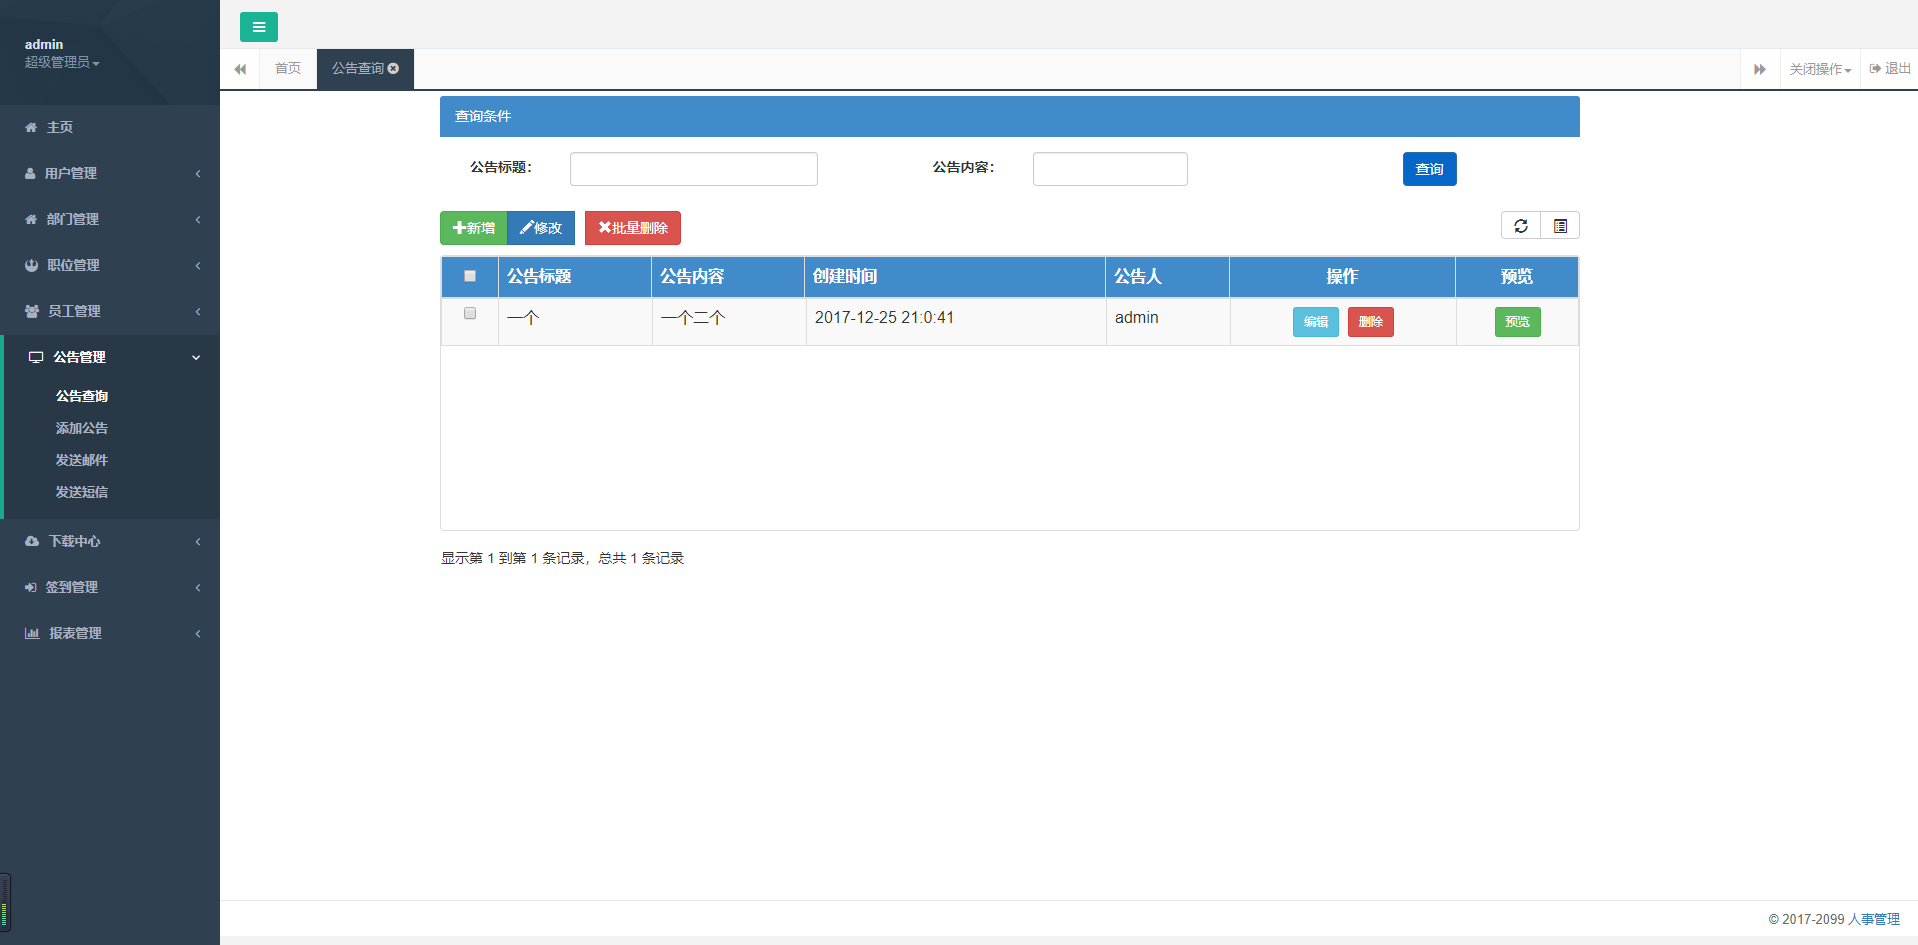 admin
超级管理员
主页
用户管理
部门管理
职位管理
员工管理
公告管理
公告查询
添加公告
发送邮件
发送短信
下载中心
签到管理
报表管理
首页 公告查询 关闭操作 退出
查询条件
公告标题： 公告内容： 查询
新增 修改 批量删除
公告标题 公告内容 创建时间 公告人 操作 预览
一个 一个二个 2017-12-25 21:0:41 admin 编辑 删除 预览
显示第 1 到第 1 条记录，总共 1 条记录
© 2017-2099 人事管理